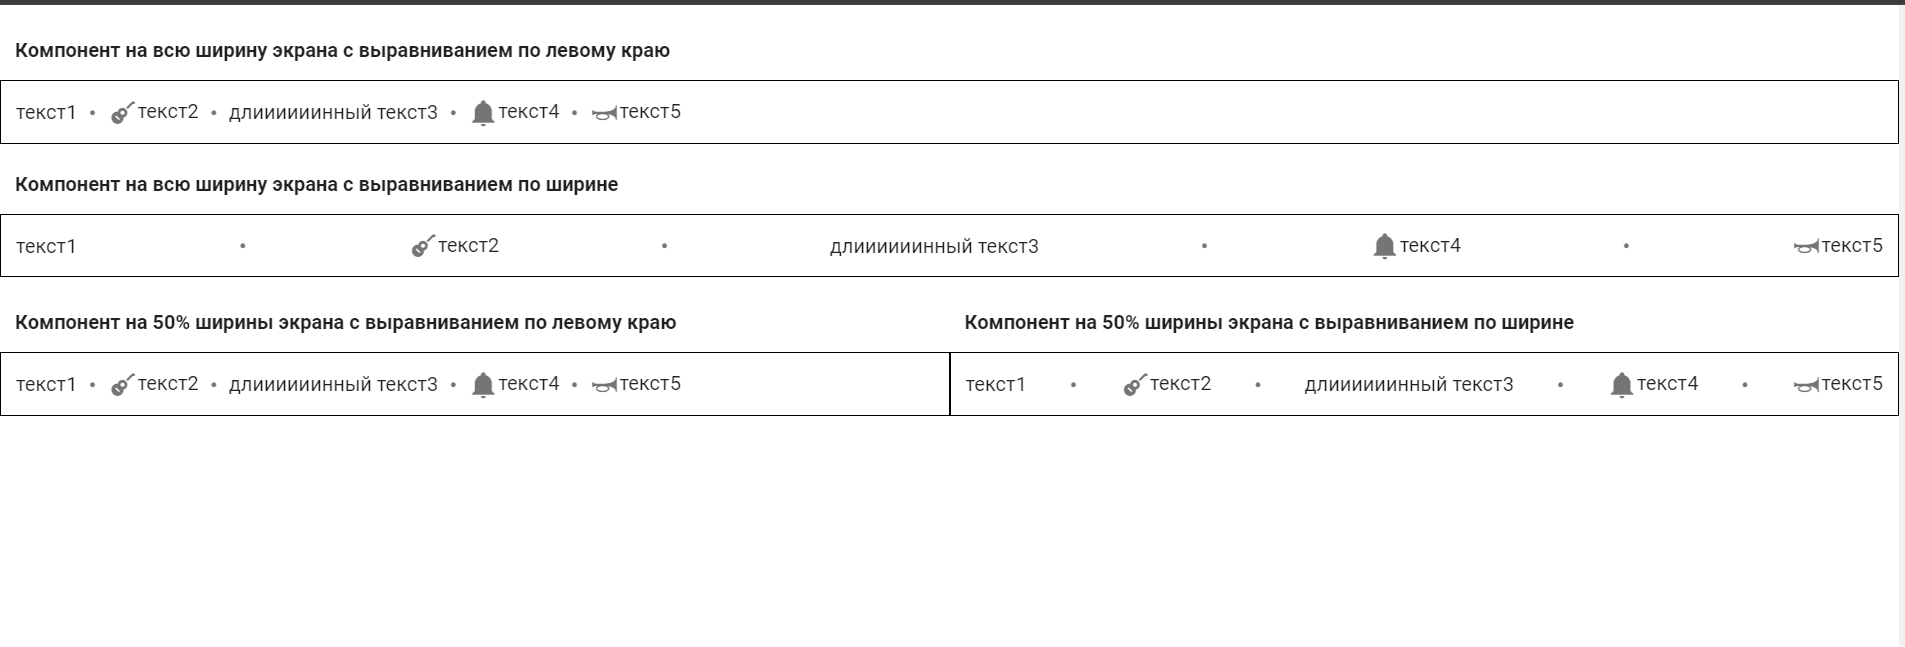 Компонент на всю ширину экрана с выравниванием по левому краю
текст1 • текст2 • длиииииинный текст3 • текст4 • текст5
Компонент на всю ширину экрана с выравниванием по ширине
текст1 • текст2 • длиииииинный текст3 • текст4 • текст5
Компонент на 50% ширины экрана с выравниванием по левому краю
текст1 • текст2 • длиииииинный текст3 • текст4 • текст5
Компонент на 50% ширины экрана с выравниванием по ширине
текст1 • текст2 • длиииииинный текст3 • текст4 • текст5